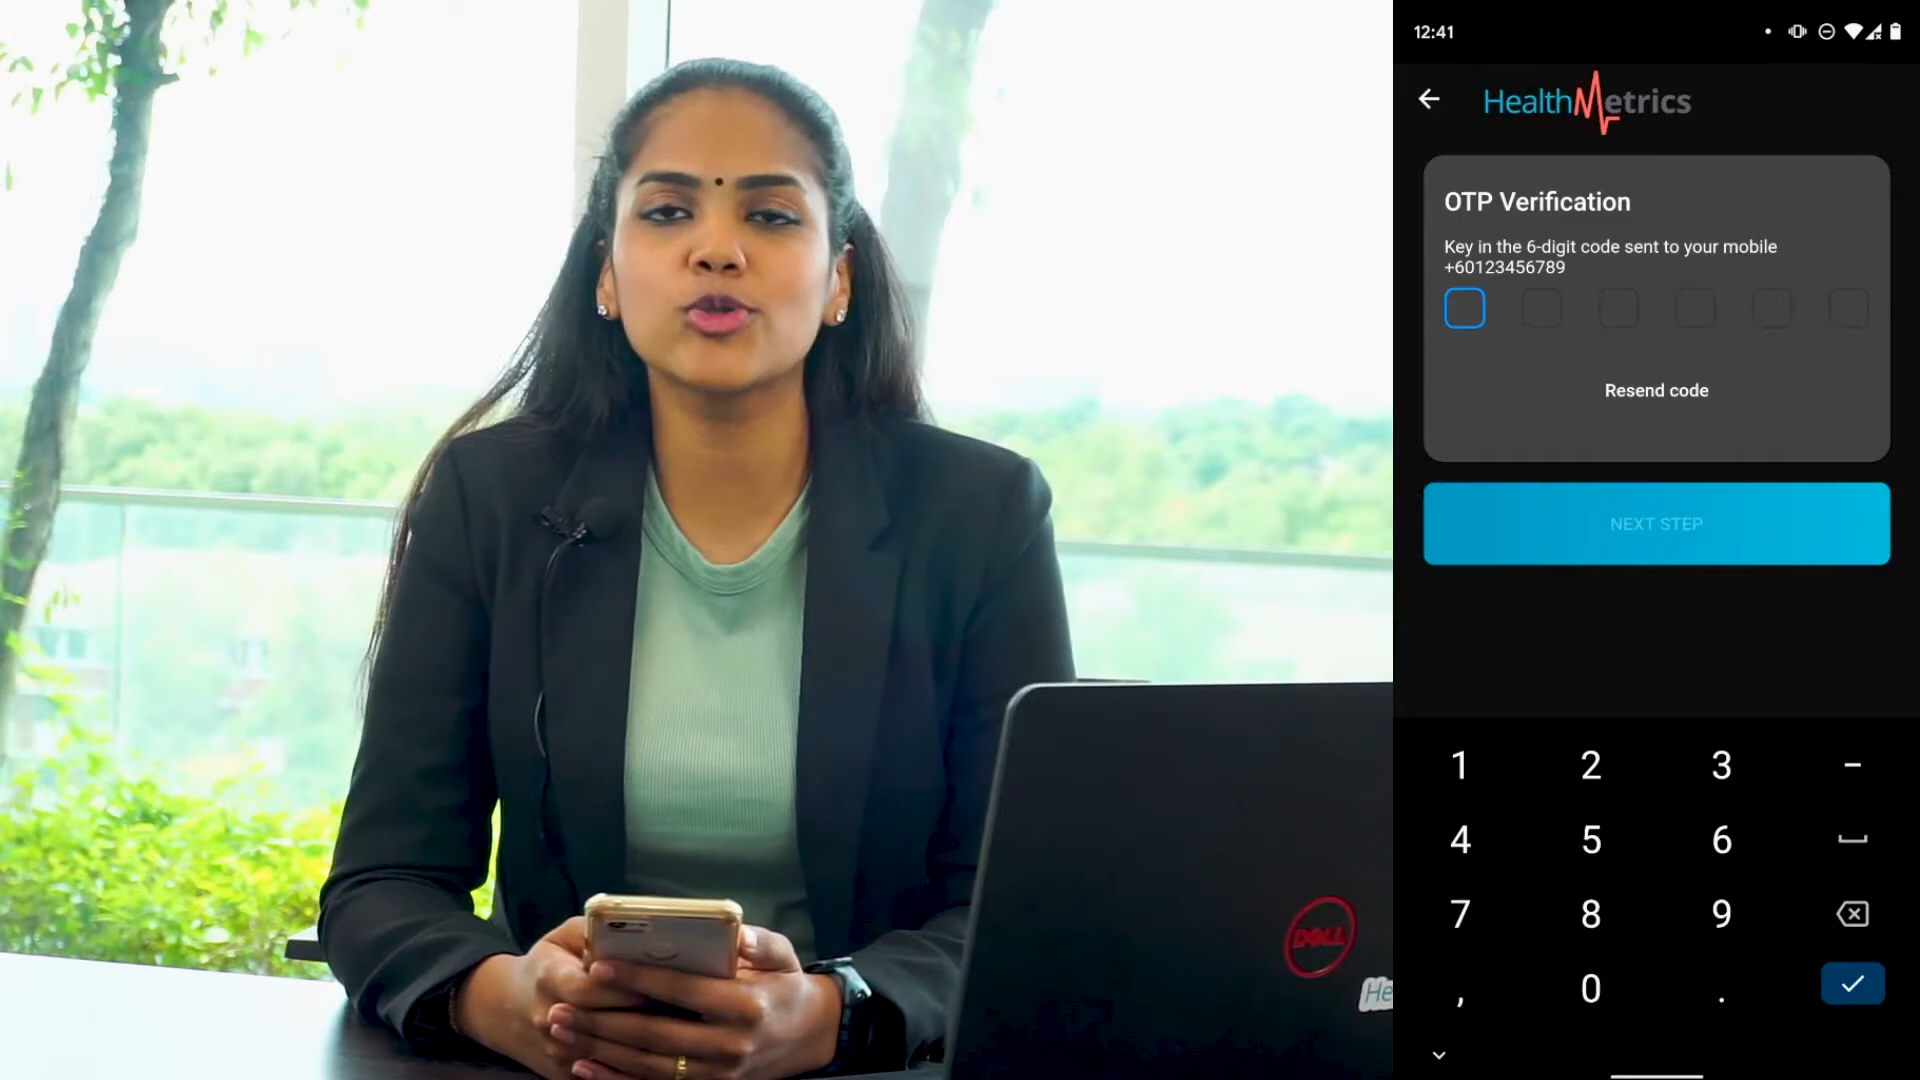 12:41
HealthMetrics
OTP Verification
Key in the 6-digit code sent to your mobile
+60123456789
Resend code
NEXT STEP
1 2 3 -
4 5 6
7 8 9
, 0 .
DELL
He